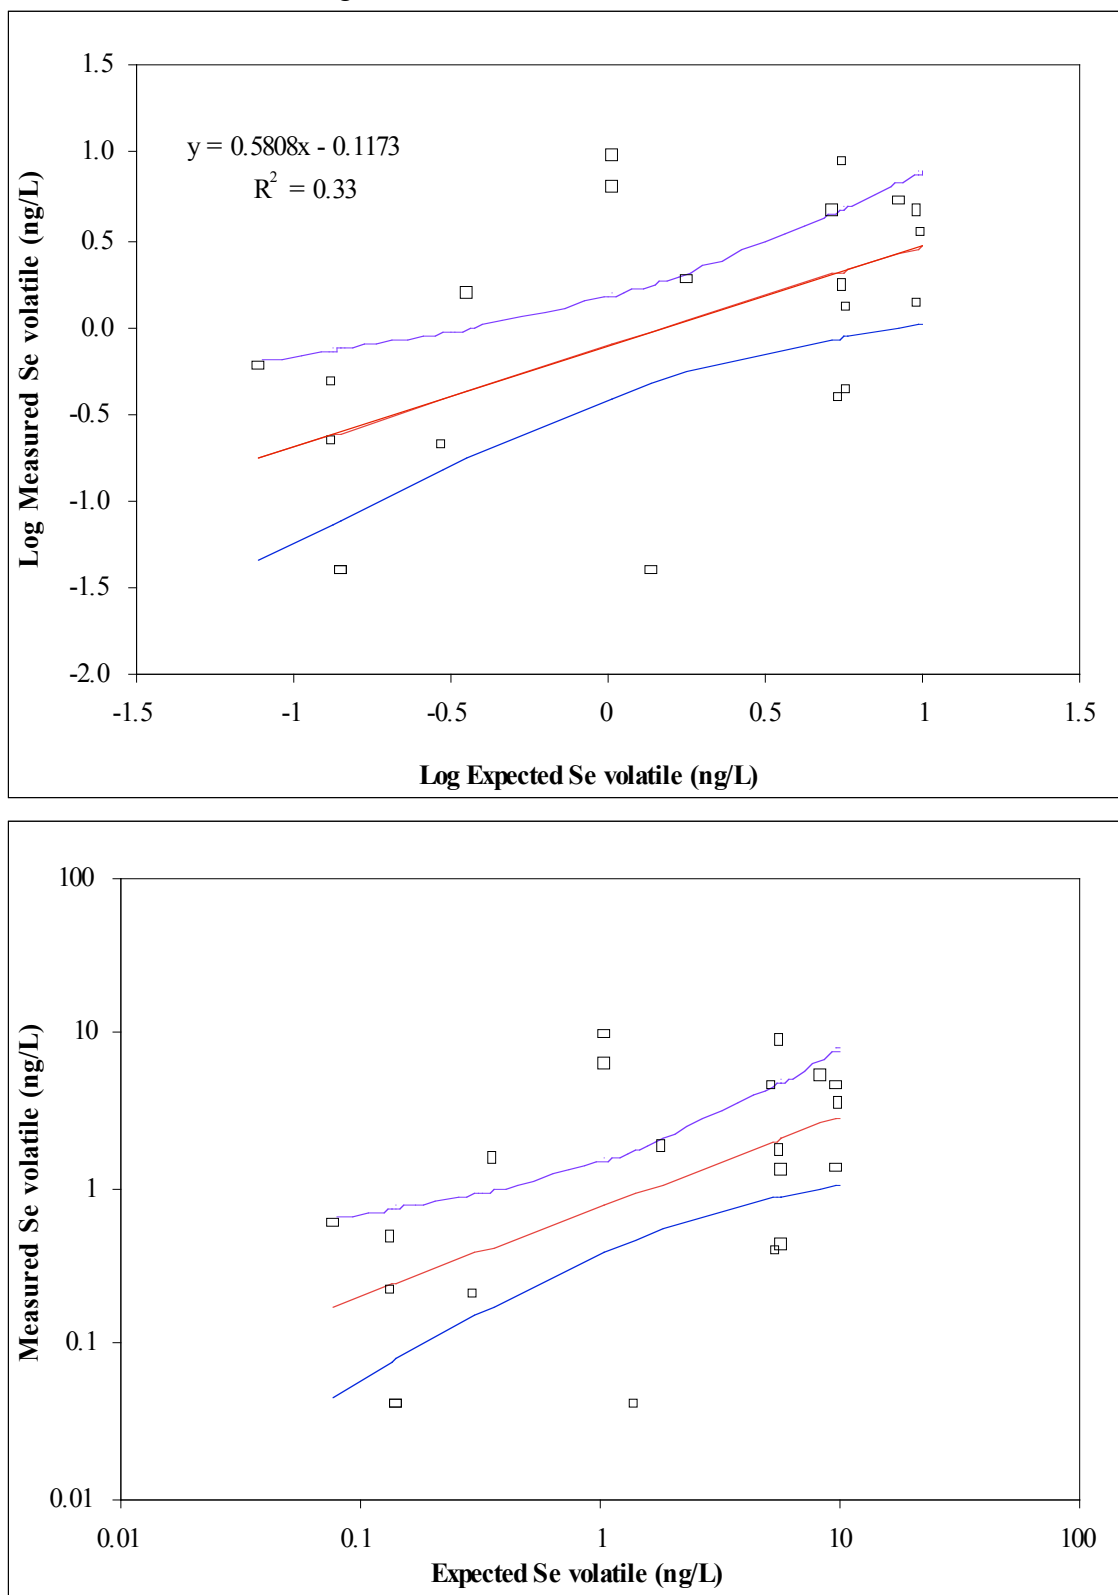 1.5
y = 0.5808x - 0.1173
R² = 0.33
1.0
0.5
0.0
-0.5
-1.0
-1.5
-2.0
-1.5 -1 -0.5 0 0.5 1 1.5
Log Measured Se volatile (ng/L)
Log Expected Se volatile (ng/L)
100
10
1
0.1
0.01
0.01 0.1 1 10 100
Measured Se volatile (ng/L)
Expected Se volatile (ng/L)